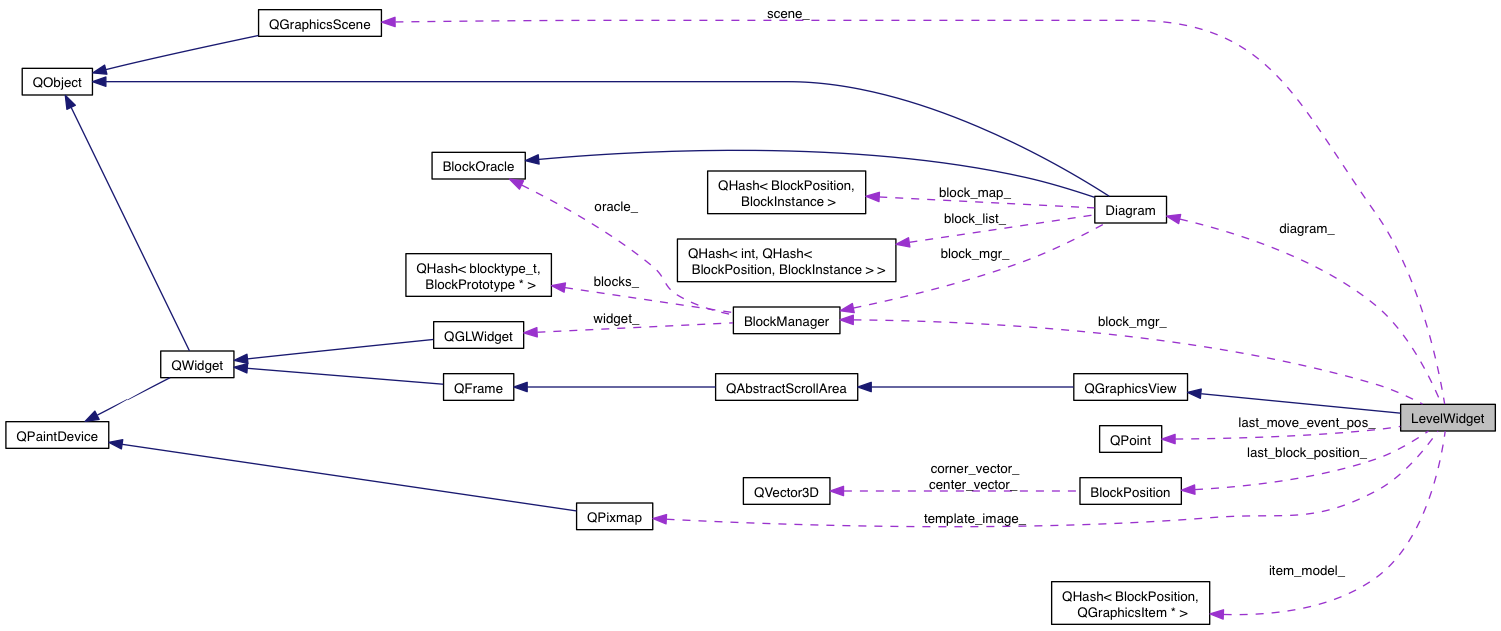 scene_
QGraphicsScene
QObject
BlockOracle
QHash< BlockPosition,
BlockInstance >
block_map_
Diagram
oracle_
block_list_
diagram_
QHash< int, QHash<
BlockPosition, BlockInstance > >
block_mgr_
QHash< blocktype_t,
BlockPrototype * >
blocks_
widget_
BlockManager
block_mgr_
QGLWidget
QWidget
QFrame
QAbstractScrollArea
QGraphicsView
LevelWidget
QPaintDevice
last_move_event_pos_
QPoint
last_block_position_
corner_vector_
center_vector_
QVector3D
BlockPosition
QPixmap
template_image_
item_model_
QHash< BlockPosition,
QGraphicsItem * >